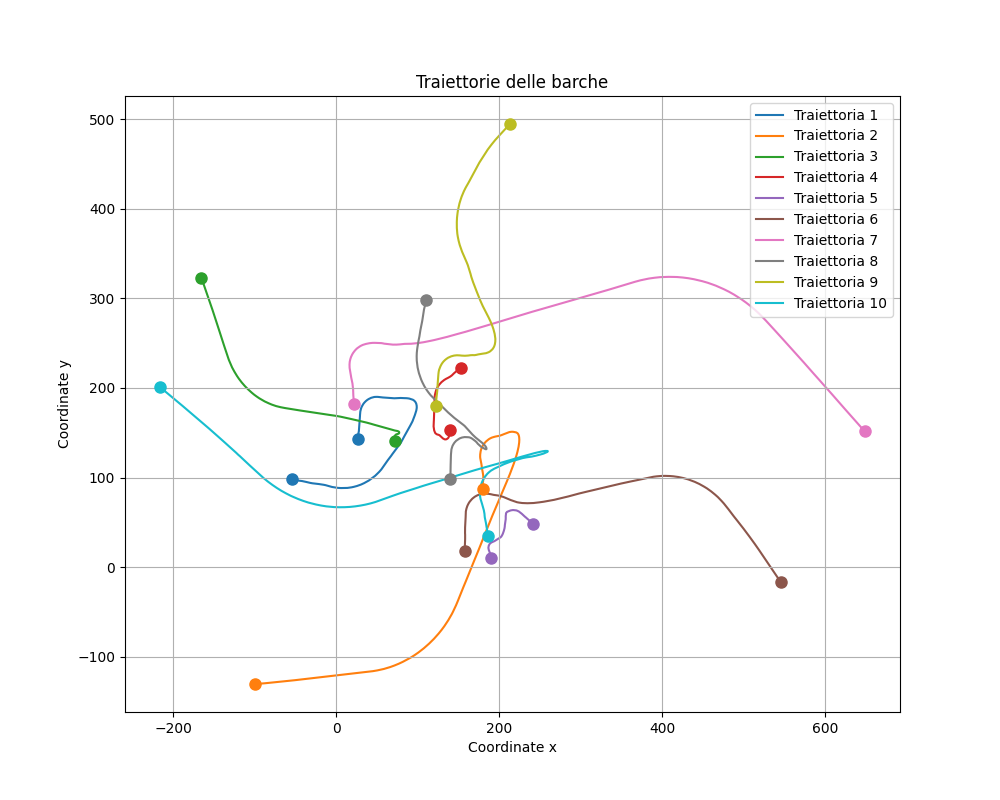 Traiettorie delle barche
Coordinate y
500
400
300
200
100
0
−100
−200
0
200
400
600
Coordinate x
Traiettoria 1
Traiettoria 2
Traiettoria 3
Traiettoria 4
Traiettoria 5
Traiettoria 6
Traiettoria 7
Traiettoria 8
Traiettoria 9
Traiettoria 10